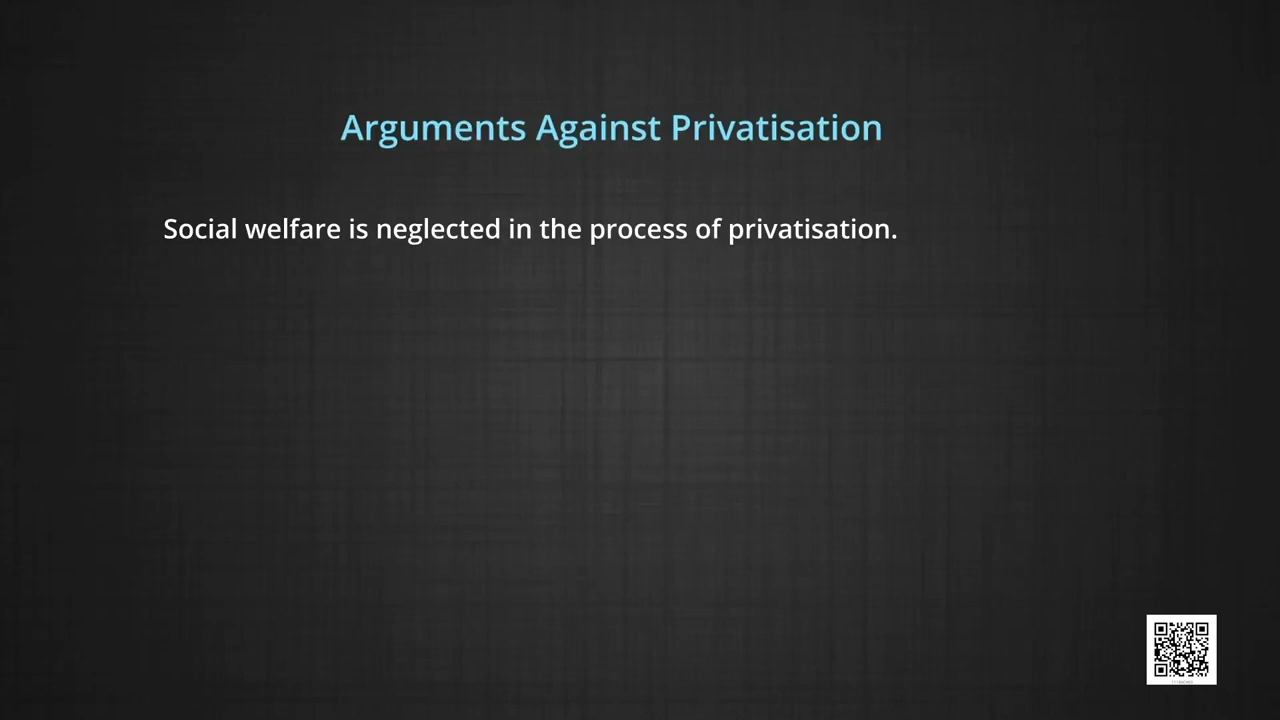 Arguments Against Privatisation
Social welfare is neglected in the process of privatisation.